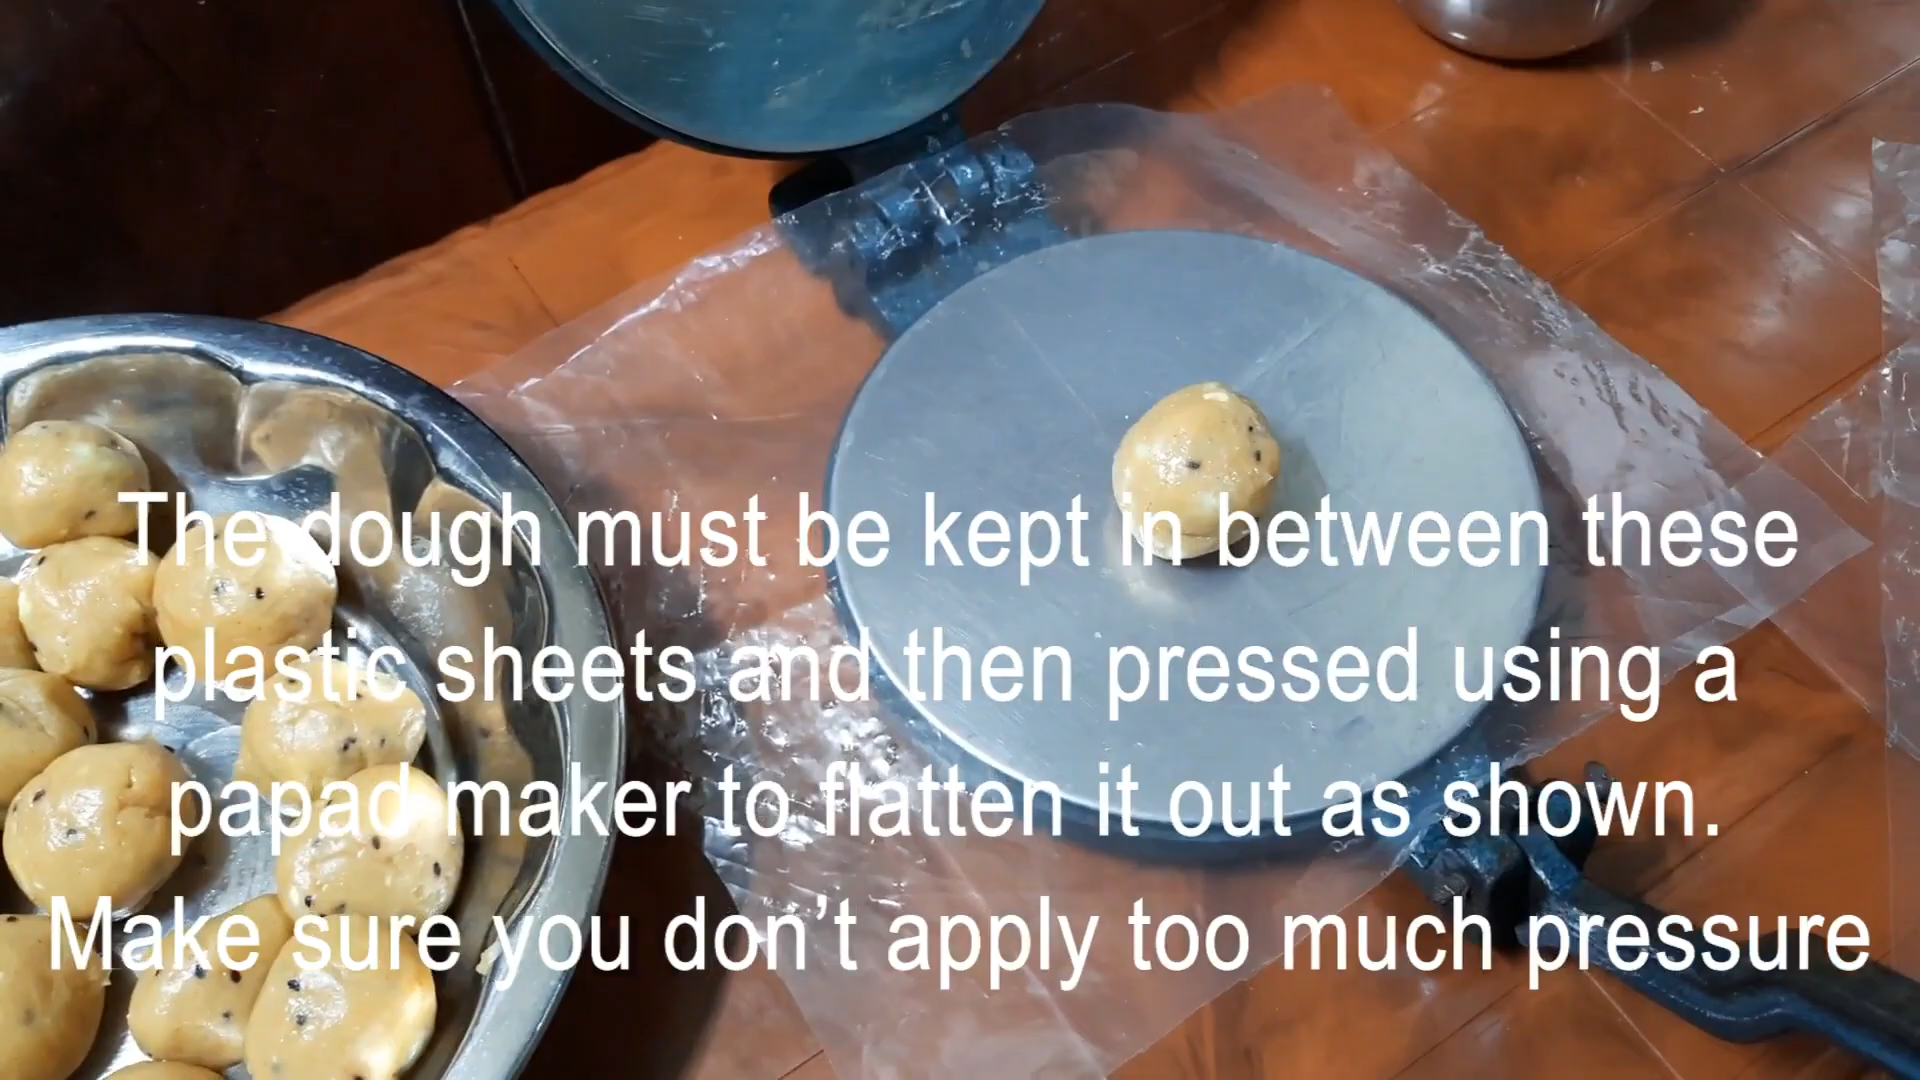 The dough must be kept in between these
plastic sheets and then pressed using a
papad maker to flatten it out as shown.
Make sure you don’t apply too much pressure